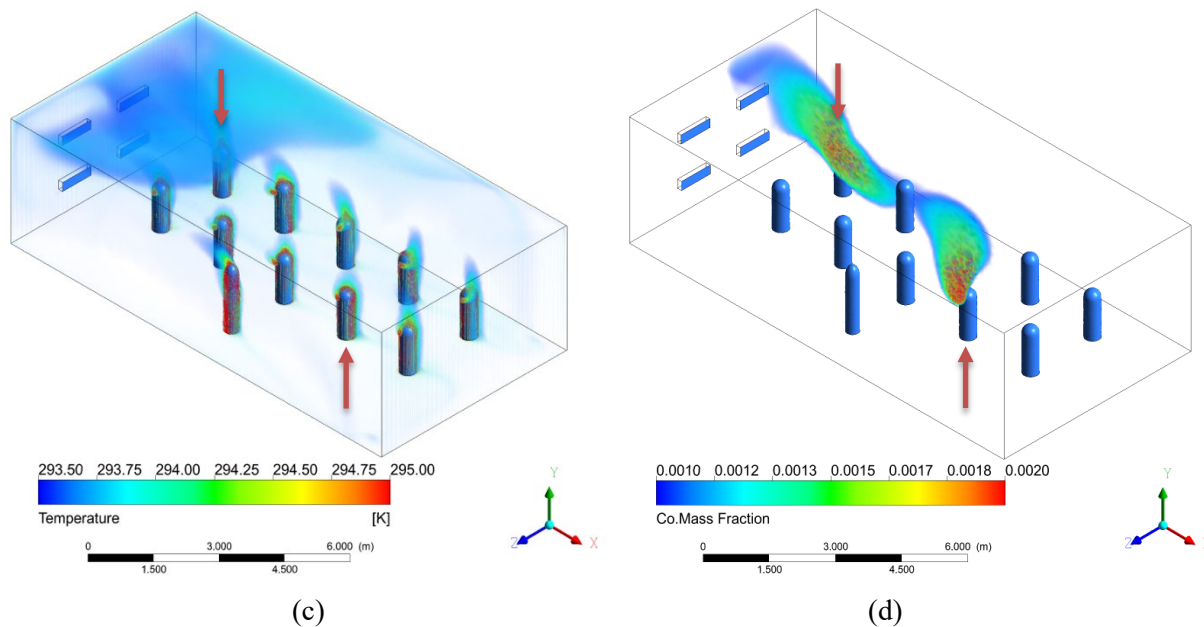 293.50 293.75 294.00 294.25 294.50 294.75 295.00
Temperature [K]
0 3.000 6.000 (m)
1.500 4.500
Y
Z X
(c)
0.0010 0.0012 0.0013 0.0015 0.0017 0.0018 0.0020
Co.Mass Fraction
0 3.000 6.000 (m)
1.500 4.500
Y
Z X
(d)